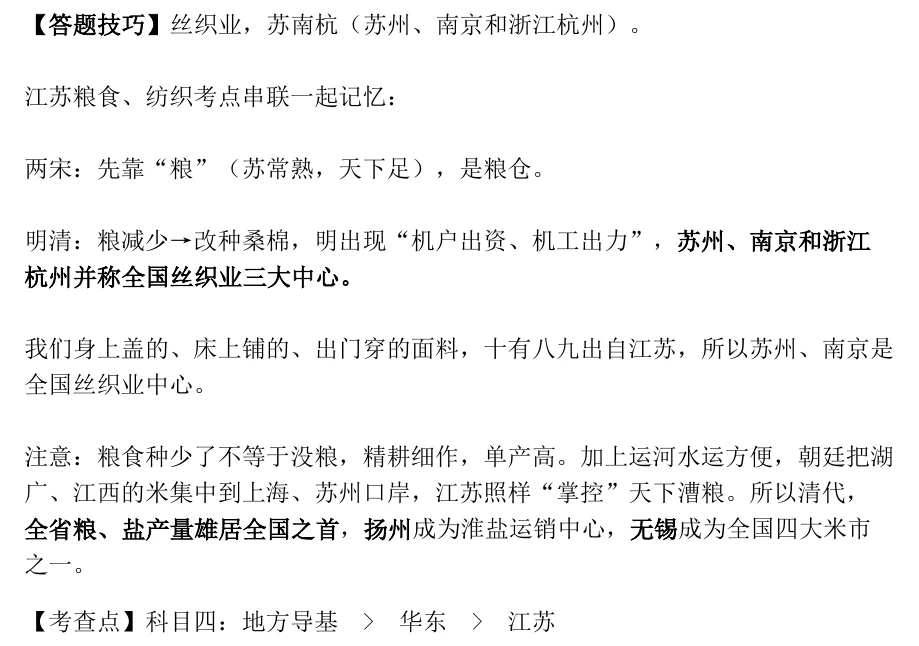 【答题技巧】丝织业，苏南杭（苏州、南京和浙江杭州）。
江苏粮食、纺织考点串联一起记忆：
两宋：先靠“粮”（苏常熟，天下足），是粮仓。
明清：粮减少→改种桑棉，明出现“机户出资、机工出力”，苏州、南京和浙江
杭州并称全国丝织业三大中心。
我们身上盖的、床上铺的、出门穿的面料，十有八九出自江苏，所以苏州、南京是
全国丝织业中心。
注意：粮食种少了不等于没粮，精耕细作，单产高。加上运河水运方便，朝廷把湖
广、江西的米集中到上海、苏州口岸，江苏照样“掌控”天下漕粮。所以清代，
全省粮、盐产量雄居全国之首，扬州成为淮盐运销中心，无锡成为全国四大米市
之一。
【考查点】科目四：地方导基 > 华东 > 江苏